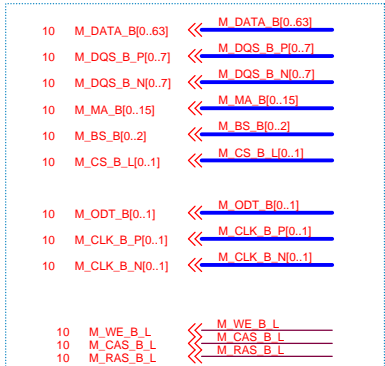 10 M_DATA_B[0..63] M_DATA_B[0..63]
10 M_DQS_B_P[0..7] M_DQS_B_P[0..7]
10 M_DQS_B_N[0..7] M_DQS_B_N[0..7]
10 M_MA_B[0..15] M_MA_B[0..15]
10 M_BS_B[0..2] M_BS_B[0..2]
10 M_CS_B_L[0..1] M_CS_B_L[0..1]
10 M_ODT_B[0..1] M_ODT_B[0..1]
10 M_CLK_B_P[0..1] M_CLK_B_P[0..1]
10 M_CLK_B_N[0..1] M_CLK_B_N[0..1]
10 M_WE_B_L M_WE_B_L
10 M_CAS_B_L M_CAS_B_L
10 M_RAS_B_L M_RAS_B_L